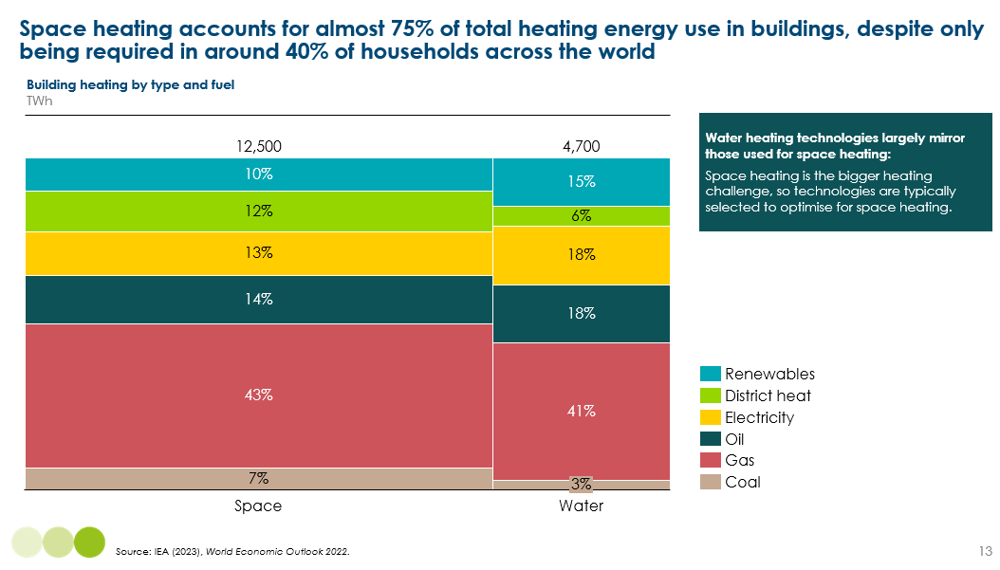 Space heating accounts for almost 75% of total heating energy use in buildings, despite only
being required in around 40% of households across the world
Building heating by type and fuel
TWh
12,500
4,700
10%
12%
13%
14%
43%
7%
15%
6%
18%
18%
41%
3%
Space
Water
Water heating technologies largely mirror
those used for space heating:
Space heating is the bigger heating
challenge, so technologies are typically
selected to optimise for space heating.
Renewables
District heat
Electricity
Oil
Gas
Coal
Source: IEA (2023), World Economic Outlook 2022.
13